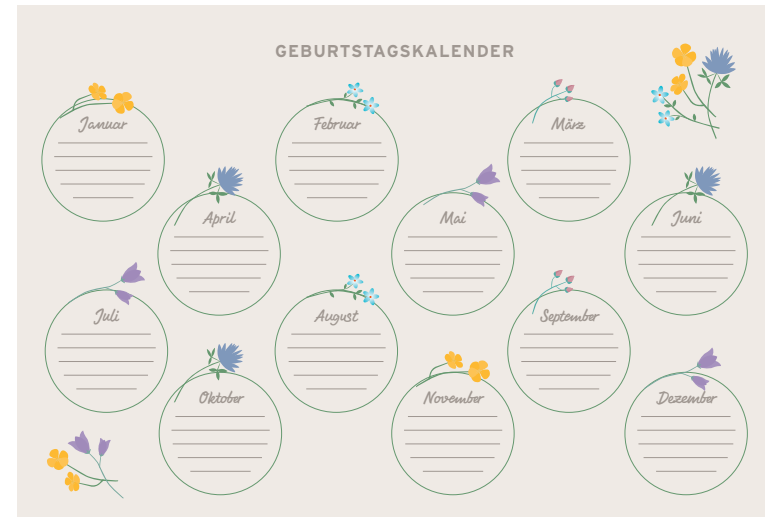 GEBURTSTAGSKALENDER
Januar
Februar
März
April
Mai
Juni
Juli
August
September
Oktober
November
Dezember